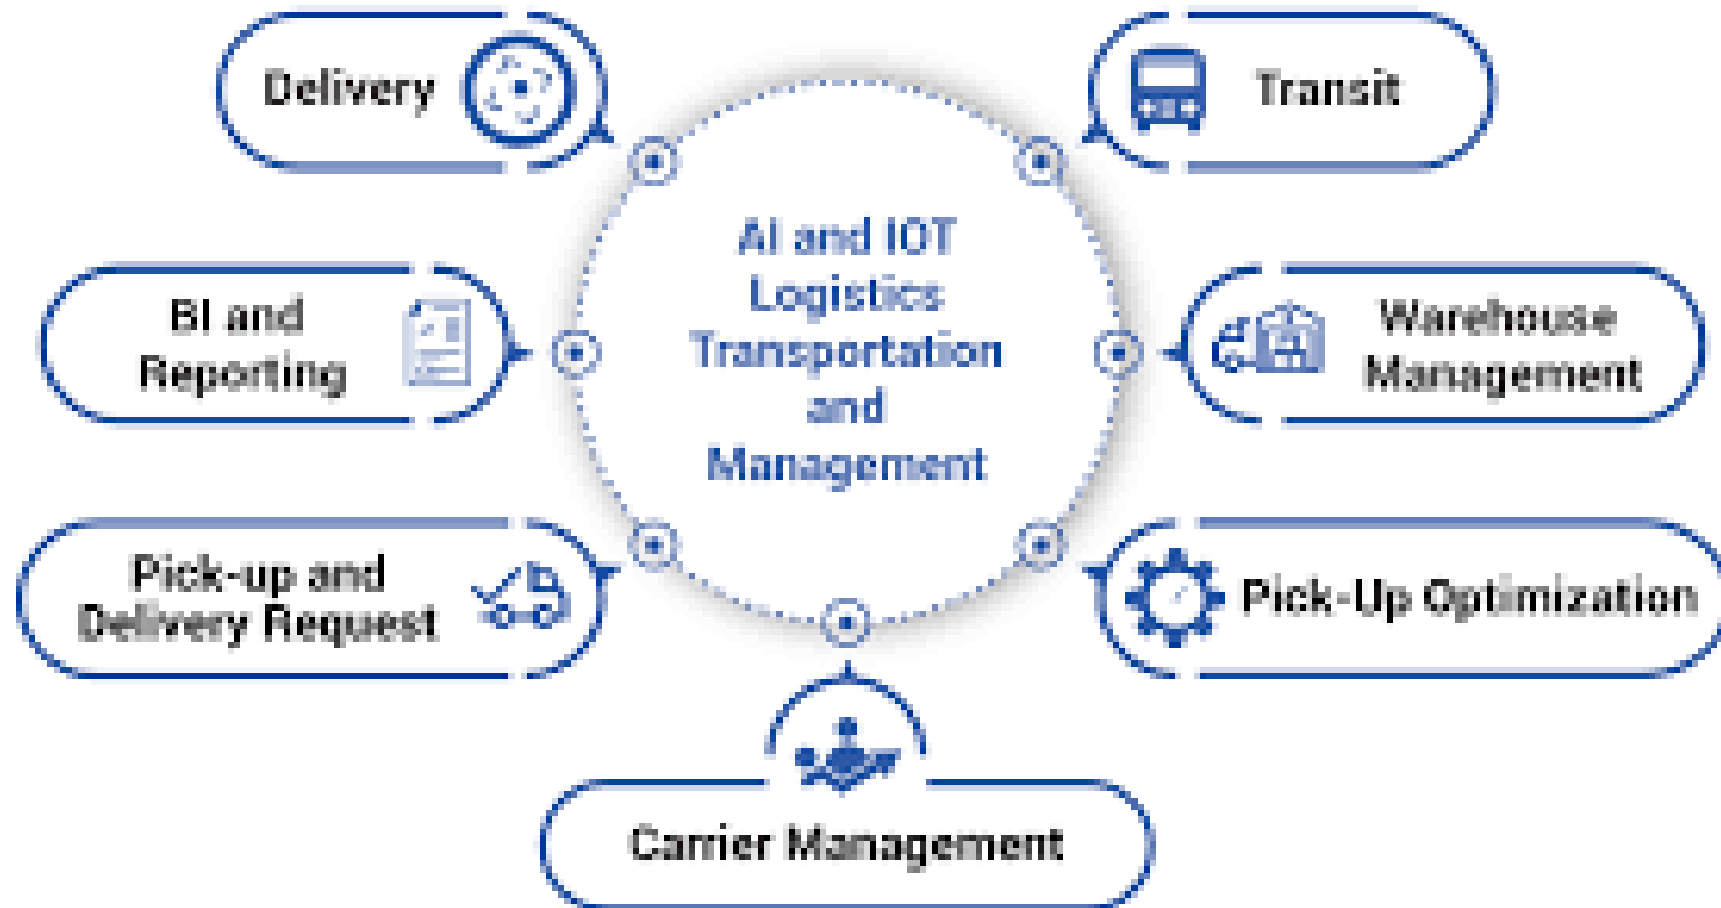 Delivery
Transit
AI and IOT
Logistics
Transportation
and
Management
BI and
Reporting
Warehouse
Management
Pick-up and
Delivery Request
Pick-Up Optimization
Carrier Management